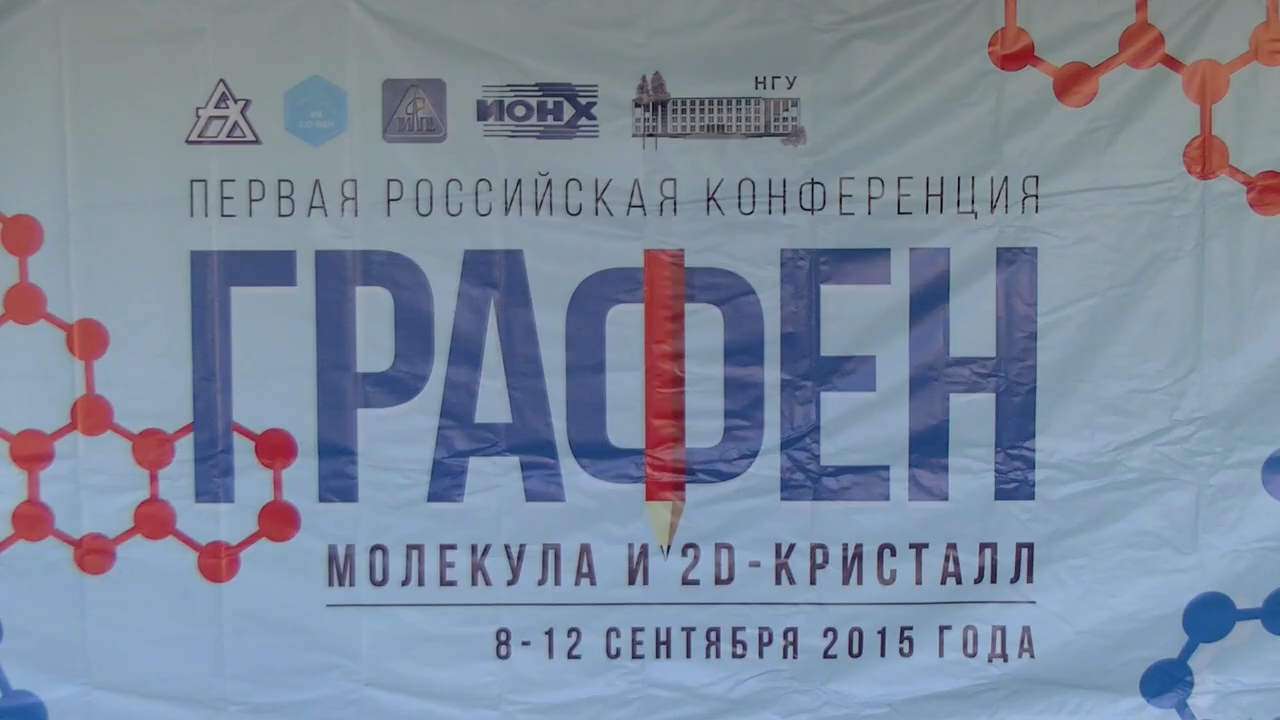 ИОНХ
НГУ
ПЕРВАЯ РОССИЙСКАЯ КОНФЕРЕНЦИЯ
ГРАФЕН
МОЛЕКУЛА И 2D-КРИСТАЛЛ
8-12 СЕНТЯБРЯ 2015 ГОДА